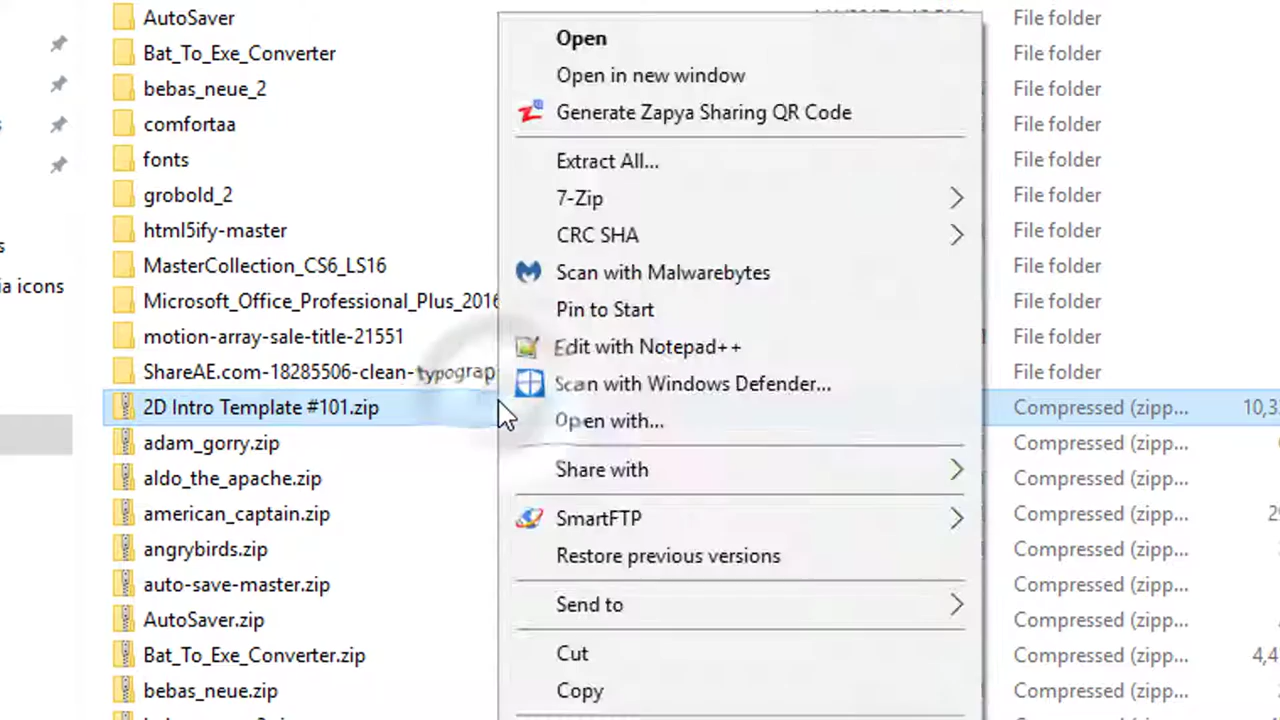 AutoSaver
File folder
Bat_To_Exe_Converter
File folder
bebas_neue_2
File folder
comfortaa
File folder
fonts
File folder
grobold_2
File folder
html5ify-master
File folder
MasterCollection_CS6_LS16
File folder
Microsoft_Office_Professional_Plus_2016
File folder
motion-array-sale-title-21551
File folder
ShareAE.com-18285506-clean-typograp
File folder
2D Intro Template #101.zip
Compressed (zipp...
adam_gorry.zip
Compressed (zipp...
aldo_the_apache.zip
Compressed (zipp...
american_captain.zip
Compressed (zipp...
angrybirds.zip
Compressed (zipp...
auto-save-master.zip
Compressed (zipp...
AutoSaver.zip
Compressed (zipp...
Bat_To_Exe_Converter.zip
Compressed (zipp...
bebas_neue.zip
Compressed (zipp...
ia icons
Open
Open in new window
Generate Zapya Sharing QR Code
Extract All...
7-Zip
CRC SHA
Scan with Malwarebytes
Pin to Start
Edit with Notepad++
Scan with Windows Defender...
Open with...
Share with
SmartFTP
Restore previous versions
Send to
Cut
Copy